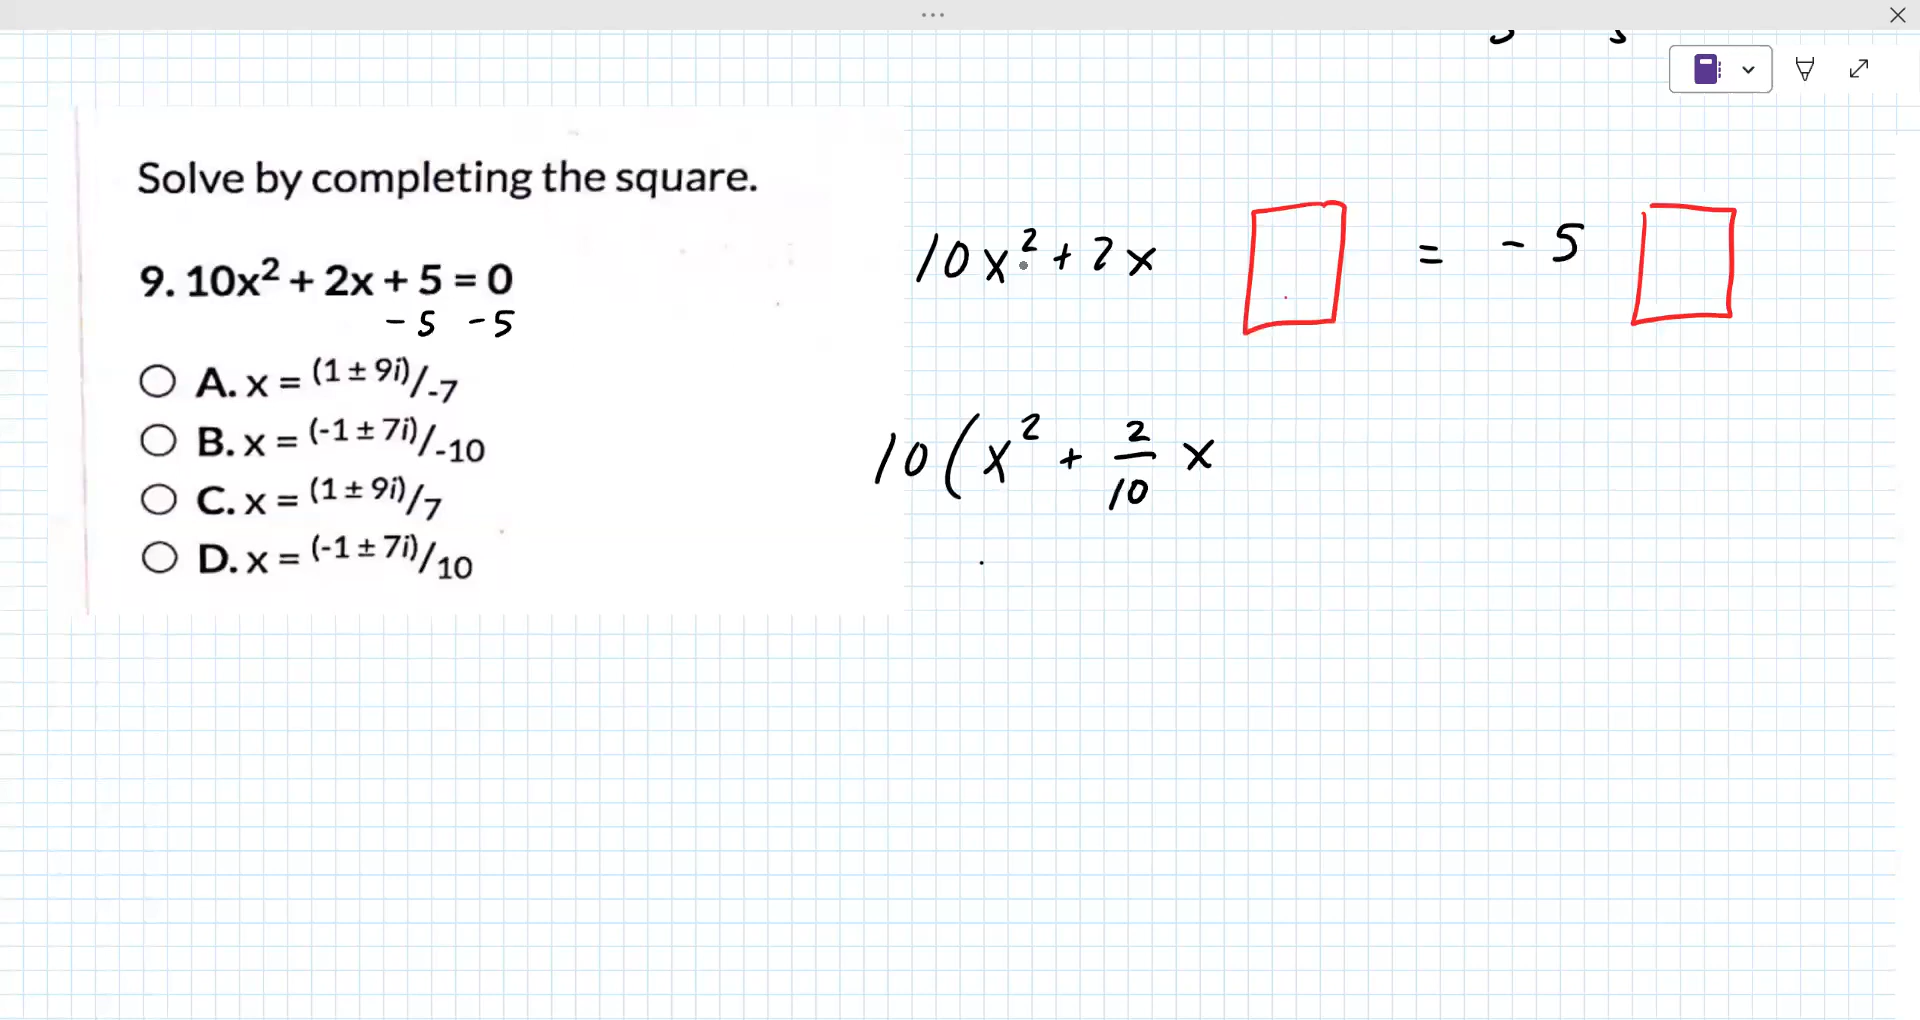 Solve by completing the square.
9. 10x² + 2x + 5 = 0
- 5 - 5
A. x = (1 ± 9i)/-7
B. x = (-1 ± 7i)/-10
C. x = (1 ± 9i)/7
D. x = (-1 ± 7i)/10
10x² + 2x = - 5
10(x² + 2/10 x